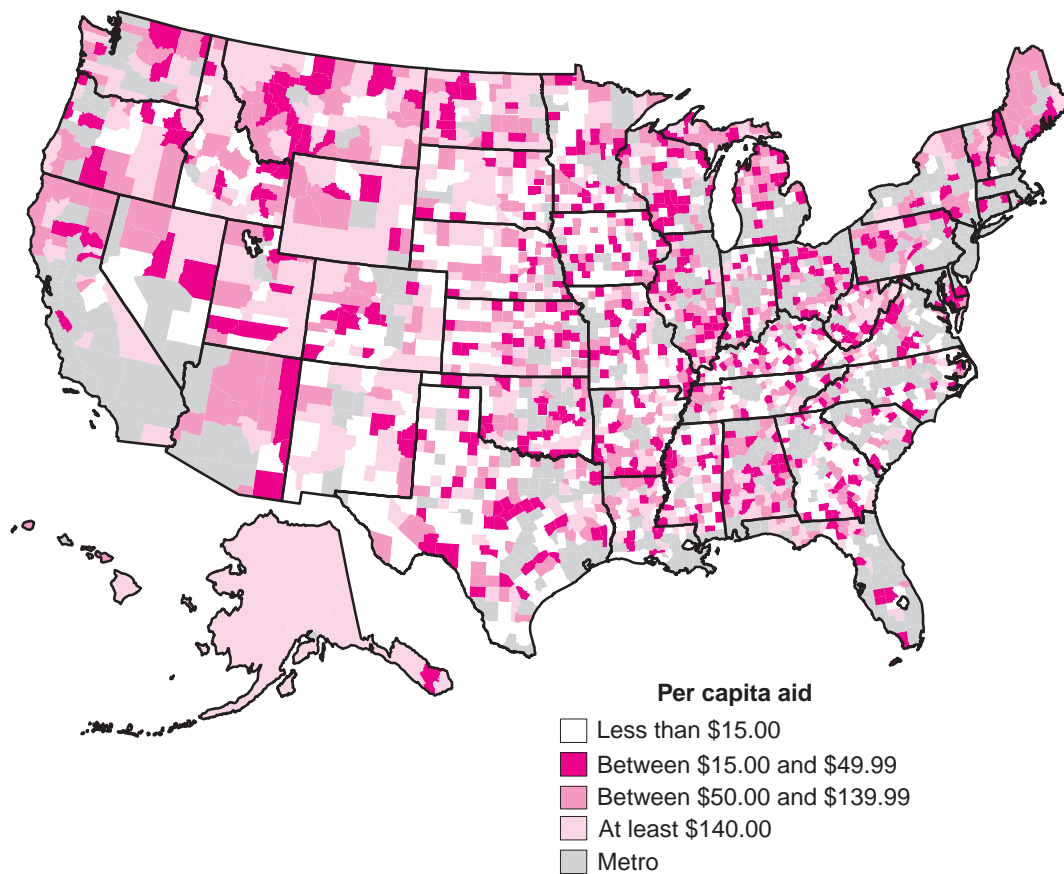 Per capita aid
Less than $15.00
Between $15.00 and $49.99
Between $50.00 and $139.99
At least $140.00
Metro